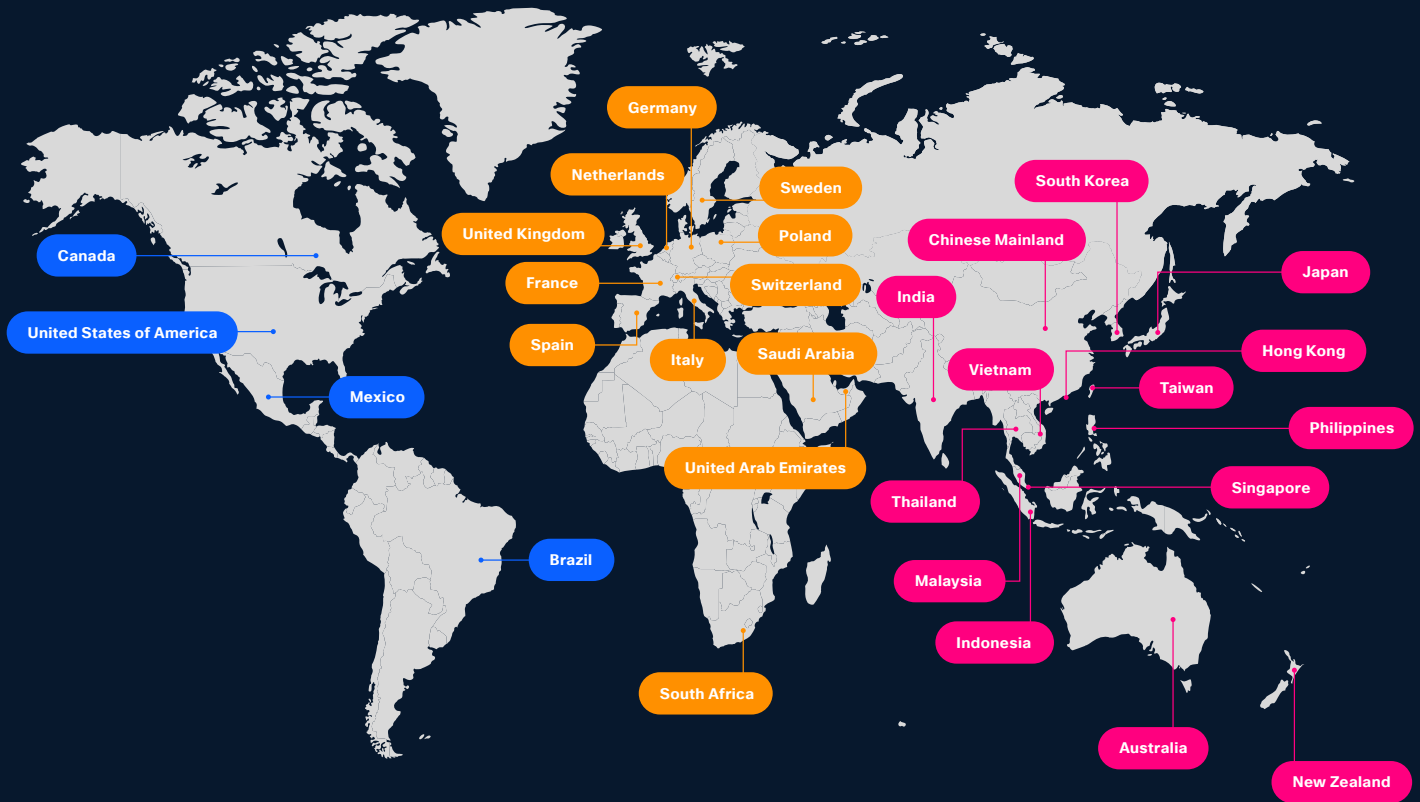 Germany
Netherlands
Sweden
South Korea
United Kingdom
Poland
Chinese Mainland
Canada
Japan
France
Switzerland
India
United States of America
Spain
Italy
Saudi Arabia
Hong Kong
Vietnam
Taiwan
Mexico
Philippines
United Arab Emirates
Singapore
Thailand
Brazil
Malaysia
Indonesia
South Africa
Australia
New Zealand